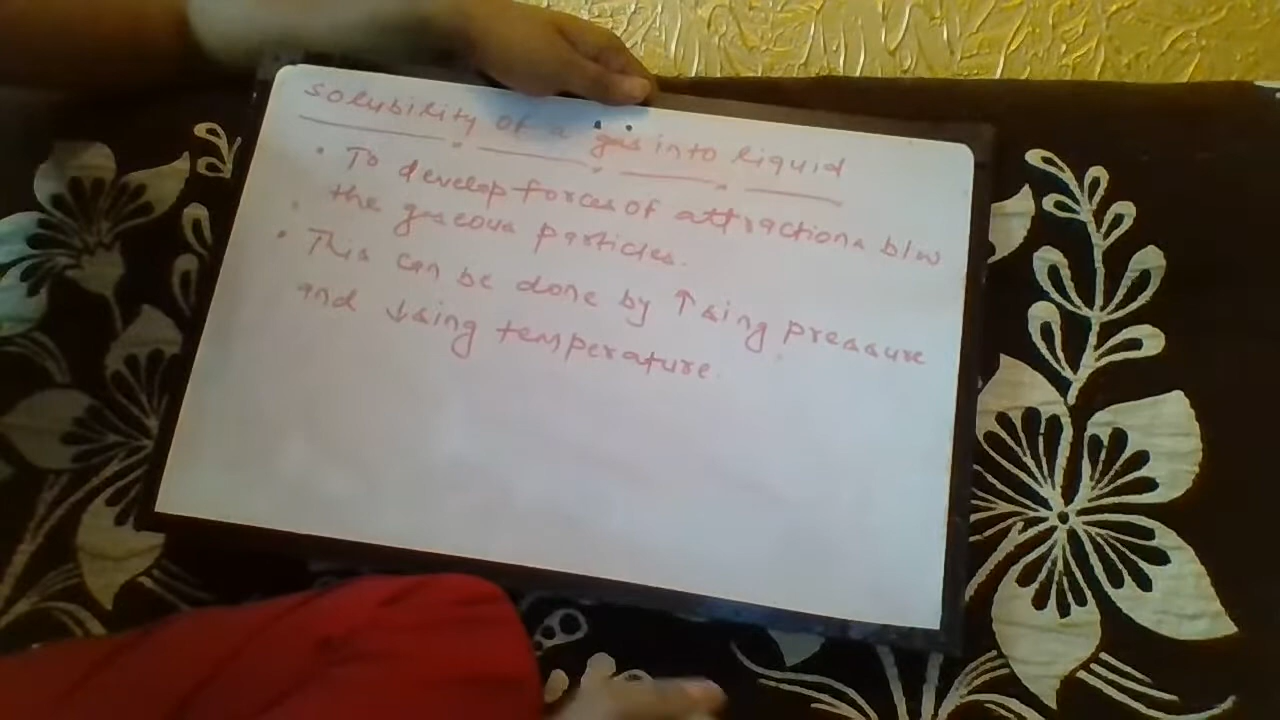 solubility of a gas into liquid
• To develop forces of attractions b/w
the gaseous particles.
• This can be done by ↑sing pressure
and ↓sing temperature.